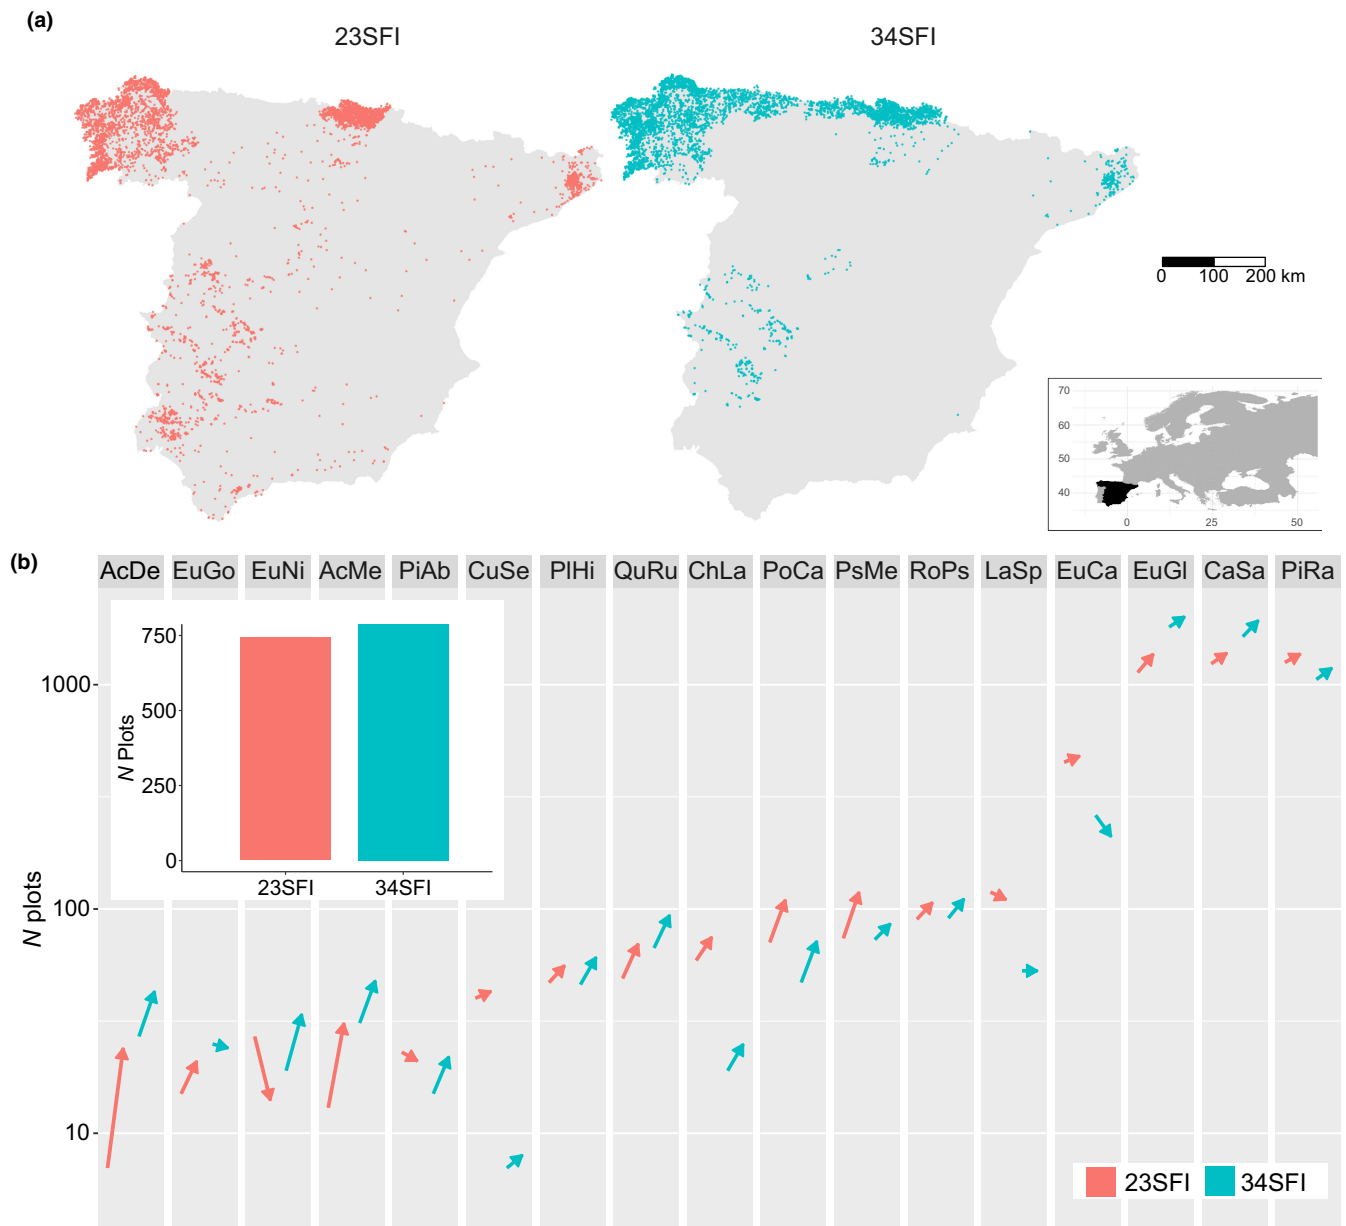 (a)
23SFI
34SFI
0 100 200 km
70
60
50
40
0 25 50
(b)
AcDe EuGo EuNi AcMe PiAb CuSe PlHi QuRu ChLa PoCa PsMe RoPs LaSp EuCa EuGl CaSa PiRa
N plots
1000
100
10
N Plots
750
500
250
0
23SFI 34SFI
23SFI 34SFI